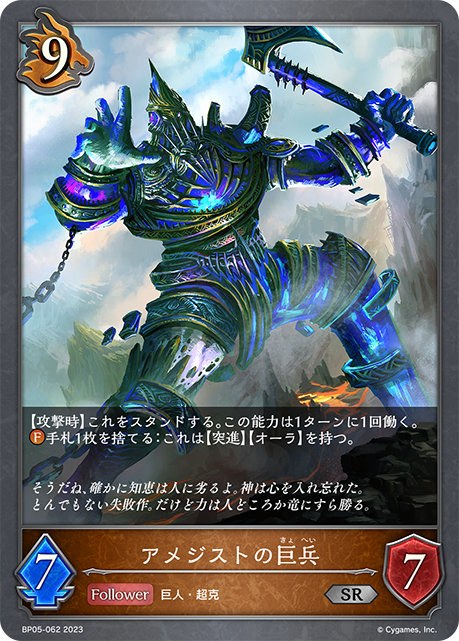 9
【攻撃時】これをスタンドする。この能力は1ターンに1回働く。
F 手札1枚を捨てる：これは【突進】【オーラ】を持つ。
そうだね、確かに知恵は人に劣るよ。神は心を入れ忘れた。
とんでもない失敗作。だけど力は人どころか竜にすら勝る。
きょ へい
アメジストの巨兵
7
Follower
巨人・超克
SR
7
BP05-062 2023
© Cygames, Inc.